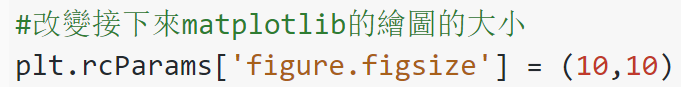 #改變接下來matplotlib的繪圖的大小
plt.rcParams['figure.figsize'] = (10,10)